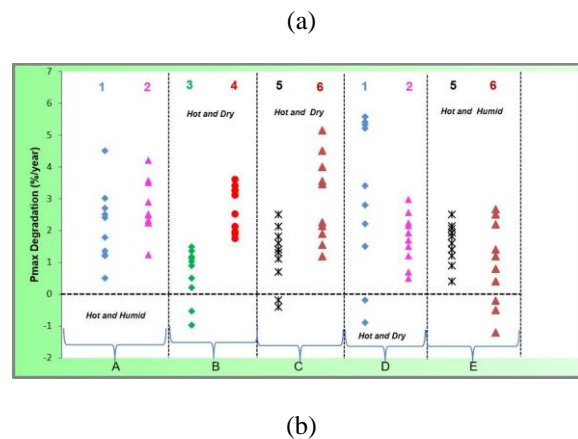 (a)
7
6
5
4
3
2
1
0
-1
-2
Pmax Degradation (%/year)
1 2 3 4 5 6 1 2 5 6
Hot and Dry Hot and Dry Hot and Humid
Hot and Humid Hot and Dry
A B C D E
(b)